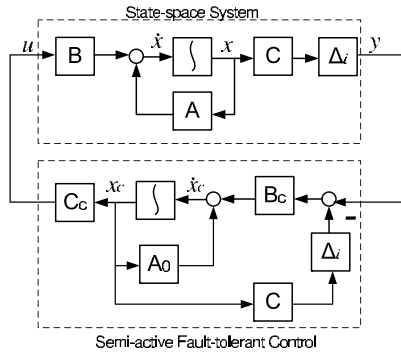 State-space System
u B ẋ ∫ x C Δi y
A
xc ẋc Bc
Cc ∫ -
A0 Δi
C
Semi-active Fault-tolerant Control